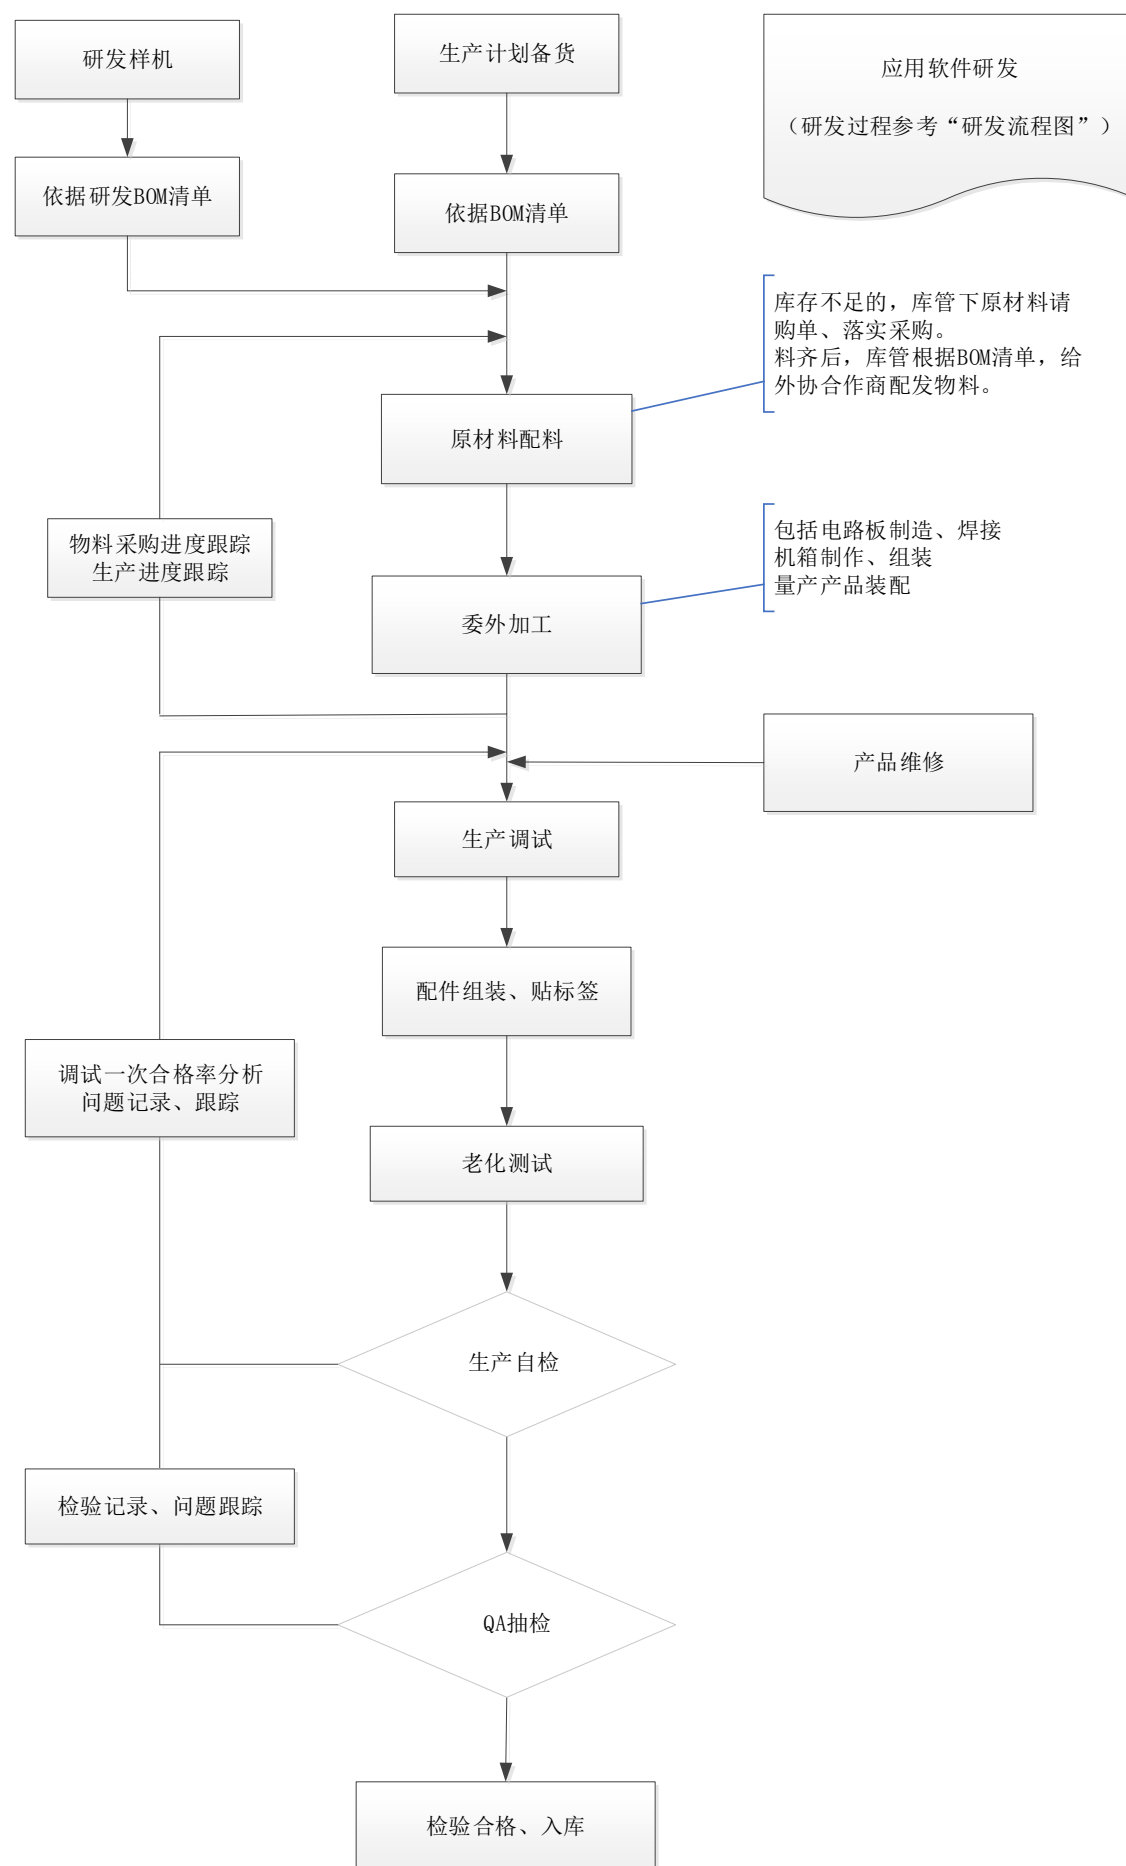 研发样机
生产计划备货
应用软件研发
（研发过程参考“研发流程图”）
依据研发BOM清单
依据BOM清单
库存不足的，库管下原材料请
购单、落实采购。
料齐后，库管根据BOM清单，给
外协合作商配发物料。
原材料配料
物料采购进度跟踪
生产进度跟踪
包括电路板制造、焊接
机箱制作、组装
量产产品装配
委外加工
产品维修
生产调试
配件组装、贴标签
调试一次合格率分析
问题记录、跟踪
老化测试
生产自检
检验记录、问题跟踪
QA抽检
检验合格、入库